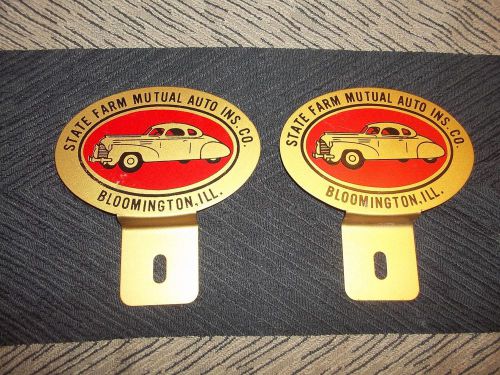 STATE FARM MUTUAL AUTO INS. CO.
BLOOMINGTON, ILL.
STATE FARM MUTUAL AUTO INS. CO.
BLOOMINGTON, ILL.